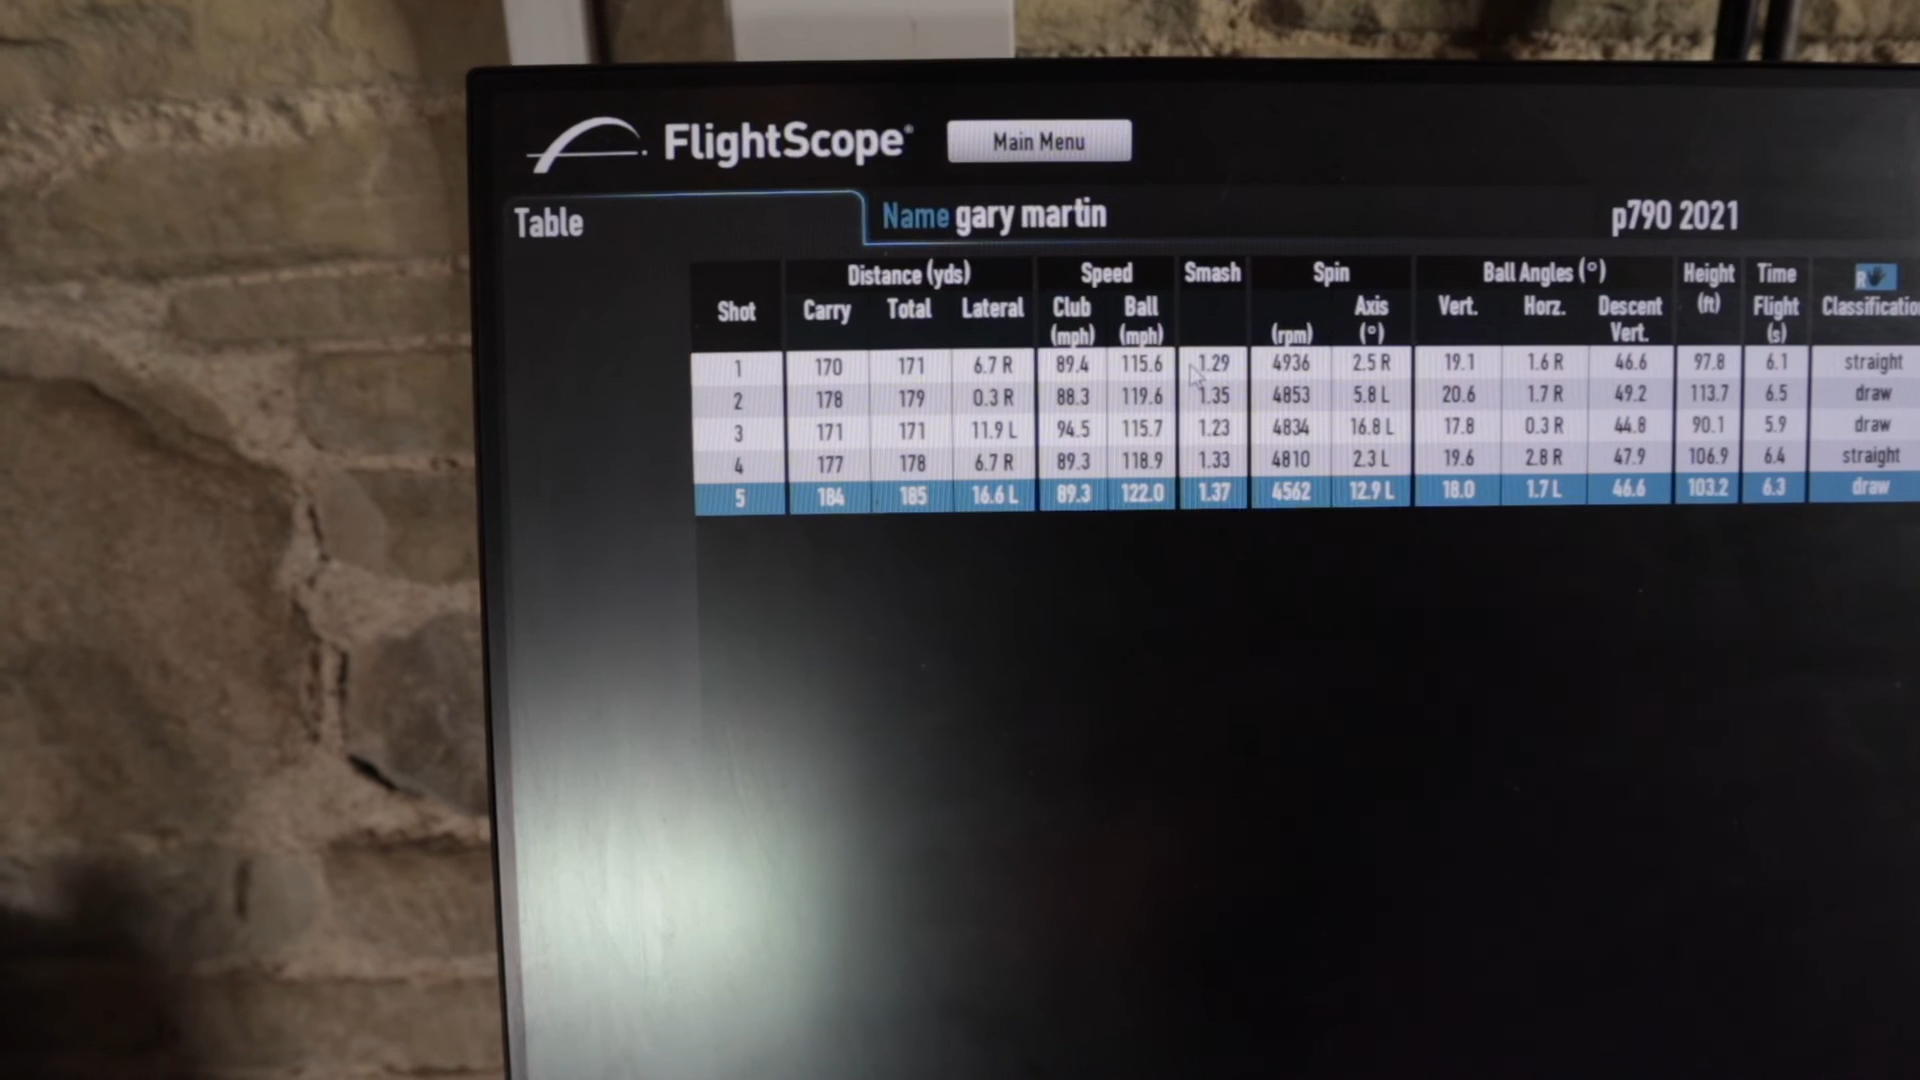 FlightScope®
Main Menu
Table
Name gary martin
p790 2021
Distance (yds) Speed Smash Spin Ball Angles (°) Height Time R
Shot Carry Total Lateral Club Ball Axis Vert. Horz. Descent (ft) Flight Classificatio
(mph) (mph) (rpm) (°) Vert. (s)
1 170 171 6.7 R 89.4 115.6 1.29 4936 2.5 R 19.1 1.6 R 46.6 97.8 6.1 straight
2 178 179 0.3 R 88.3 119.6 1.35 4853 5.8 L 20.6 1.7 R 49.2 113.7 6.5 draw
3 171 171 11.9 L 94.5 115.7 1.23 4834 16.8 L 17.8 0.3 R 44.8 90.1 5.9 draw
4 177 178 6.7 R 89.3 118.9 1.33 4810 2.3 L 19.6 2.8 R 47.9 106.9 6.4 straight
5 184 185 16.6 L 89.3 122.0 1.37 4562 12.9 L 18.0 1.7 L 46.6 103.2 6.3 draw